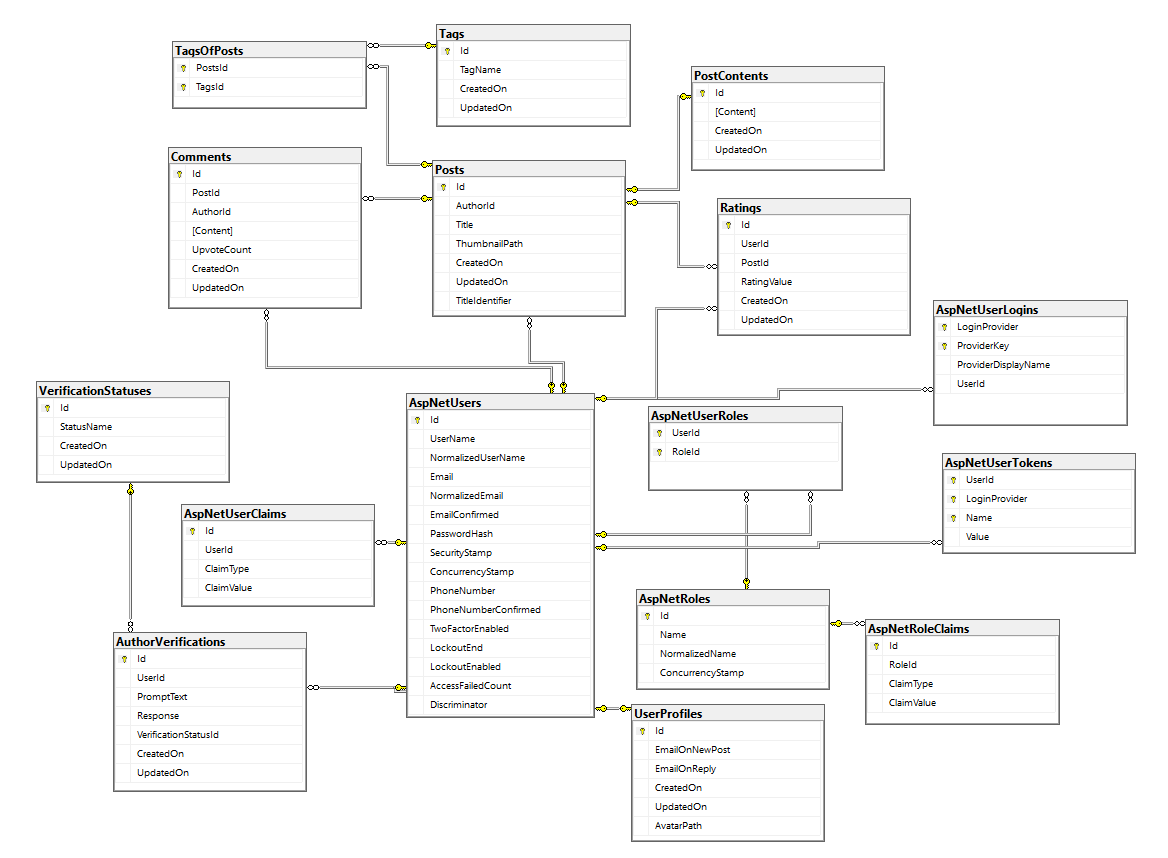 Tags
Id
TagName
CreatedOn
UpdatedOn
TagsOfPosts
PostsId
TagsId
PostContents
Id
[Content]
CreatedOn
UpdatedOn
Comments
Id
PostId
AuthorId
[Content]
UpvoteCount
CreatedOn
UpdatedOn
Posts
Id
AuthorId
Title
ThumbnailPath
CreatedOn
UpdatedOn
TitleIdentifier
Ratings
Id
UserId
PostId
RatingValue
CreatedOn
UpdatedOn
AspNetUserLogins
LoginProvider
ProviderKey
ProviderDisplayName
UserId
VerificationStatuses
Id
StatusName
CreatedOn
UpdatedOn
AspNetUsers
Id
UserName
NormalizedUserName
Email
NormalizedEmail
EmailConfirmed
PasswordHash
SecurityStamp
ConcurrencyStamp
PhoneNumber
PhoneNumberConfirmed
TwoFactorEnabled
LockoutEnd
LockoutEnabled
AccessFailedCount
Discriminator
AspNetUserRoles
UserId
RoleId
AspNetUserTokens
UserId
LoginProvider
Name
Value
AspNetUserClaims
Id
UserId
ClaimType
ClaimValue
AspNetRoles
Id
Name
NormalizedName
ConcurrencyStamp
AspNetRoleClaims
Id
RoleId
ClaimType
ClaimValue
AuthorVerifications
Id
UserId
PromptText
Response
VerificationStatusId
CreatedOn
UpdatedOn
UserProfiles
Id
EmailOnNewPost
EmailOnReply
CreatedOn
UpdatedOn
AvatarPath